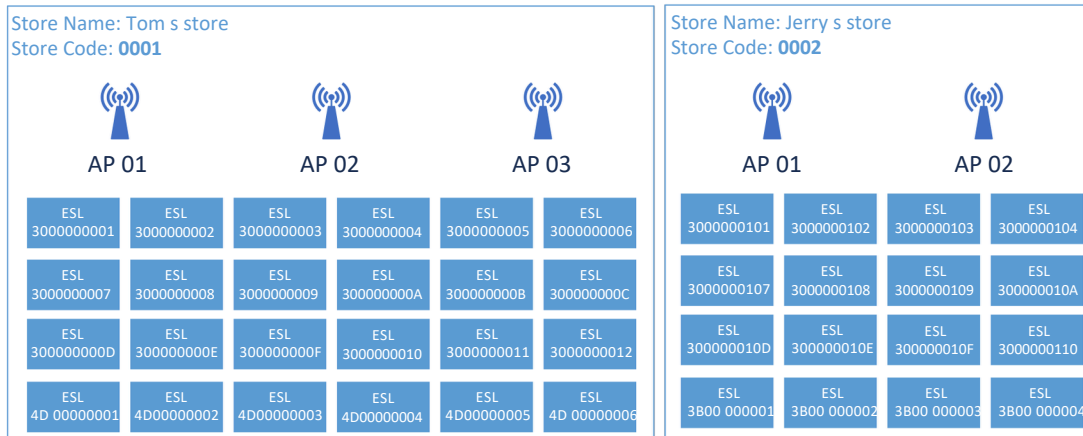 Store Name: Tom s store
Store Code: 0001
AP 01
AP 02
AP 03
ESL
3000000001
ESL
3000000002
ESL
3000000003
ESL
3000000004
ESL
3000000005
ESL
3000000006
ESL
3000000007
ESL
3000000008
ESL
3000000009
ESL
300000000A
ESL
300000000B
ESL
300000000C
ESL
300000000D
ESL
300000000E
ESL
300000000F
ESL
3000000010
ESL
3000000011
ESL
3000000012
ESL
4D 00000001
ESL
4D00000002
ESL
4D00000003
ESL
4D00000004
ESL
4D00000005
ESL
4D 00000006
Store Name: Jerry s store
Store Code: 0002
AP 01
AP 02
ESL
3000000101
ESL
3000000102
ESL
3000000103
ESL
3000000104
ESL
3000000107
ESL
3000000108
ESL
3000000109
ESL
300000010A
ESL
300000010D
ESL
300000010E
ESL
300000010F
ESL
3000000110
ESL
3B00 000001
ESL
3B00 000002
ESL
3B00 000003
ESL
3B00 000004